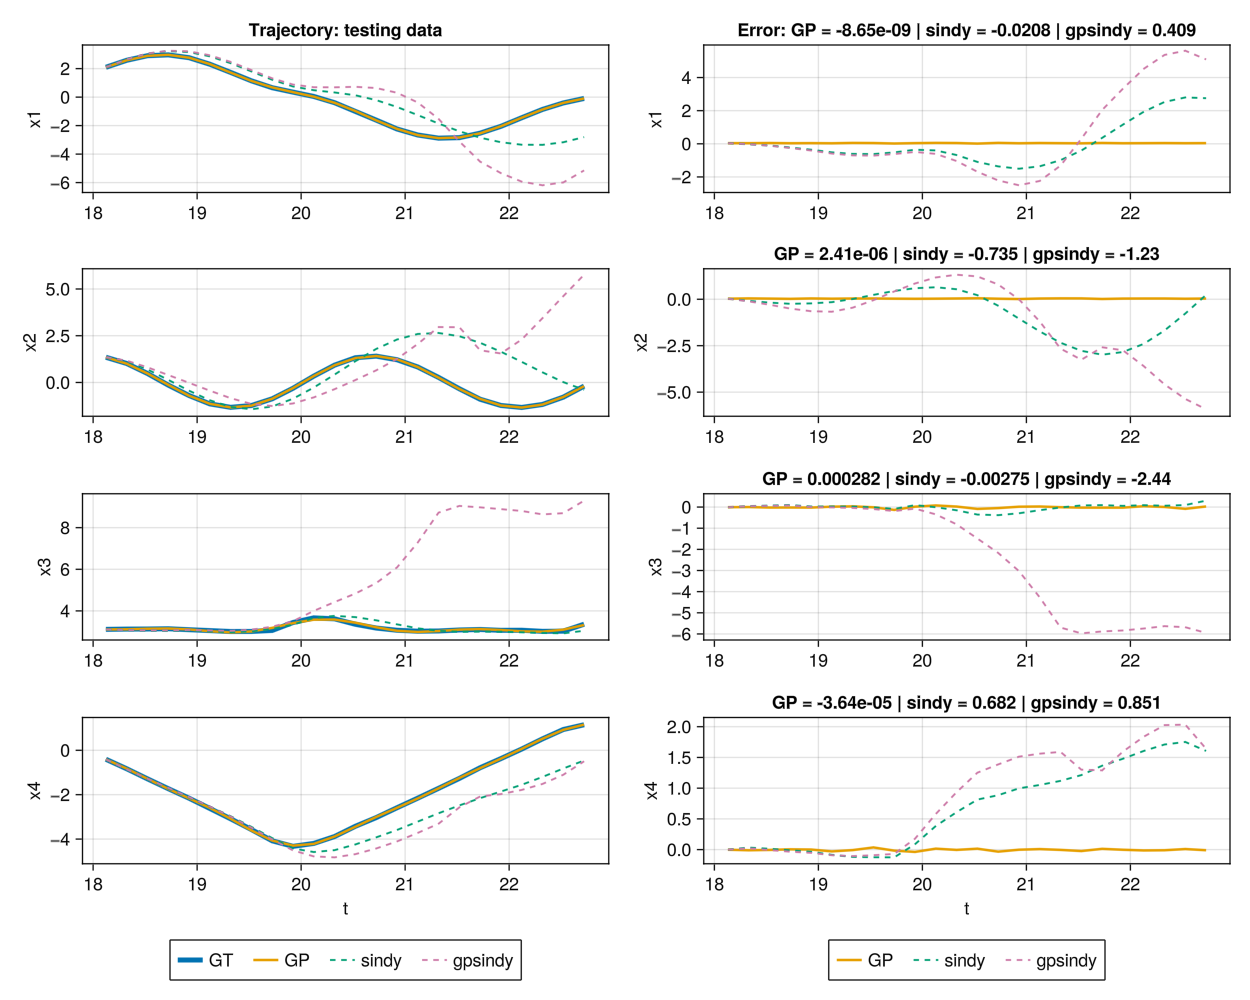 Trajectory: testing data
x1
2
0
−2
−4
−6
18 19 20 21 22
Error: GP = -8.65e-09 | sindy = -0.0208 | gpsindy = 0.409
x1
4
2
0
−2
18 19 20 21 22
x2
5.0
2.5
0.0
18 19 20 21 22
GP = 2.41e-06 | sindy = -0.735 | gpsindy = -1.23
x2
0.0
−2.5
−5.0
18 19 20 21 22
x3
8
6
4
18 19 20 21 22
GP = 0.000282 | sindy = -0.00275 | gpsindy = -2.44
x3
0
−1
−2
−3
−4
−5
−6
18 19 20 21 22
x4
0
−2
−4
18 19 20 21 22
t
GP = -3.64e-05 | sindy = 0.682 | gpsindy = 0.851
x4
2.0
1.5
1.0
0.5
0.0
18 19 20 21 22
t
GT GP sindy gpsindy
GP sindy gpsindy